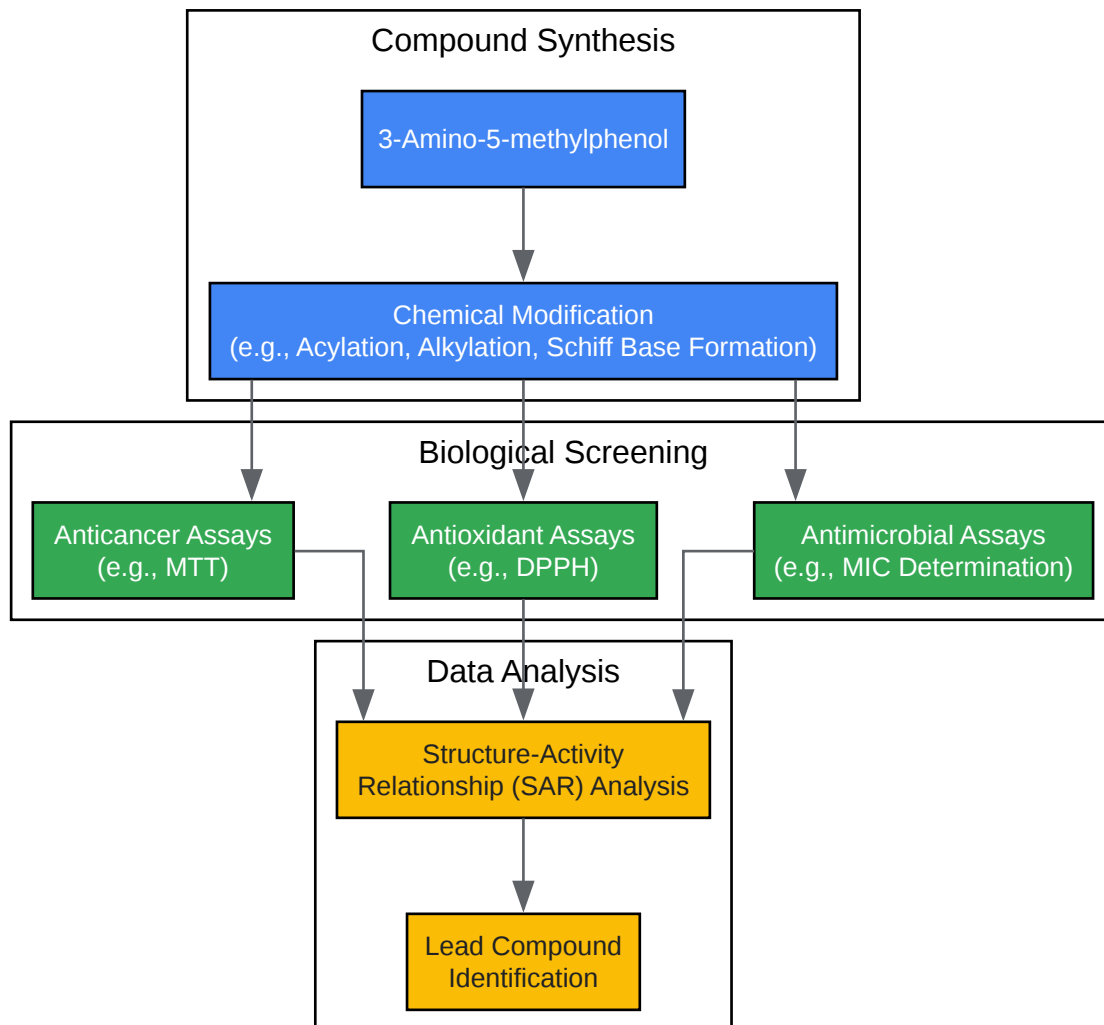 Compound Synthesis
3-Amino-5-methylphenol
Chemical Modification
(e.g., Acylation, Alkylation, Schiff Base Formation)
Biological Screening
Anticancer Assays
(e.g., MTT)
Antioxidant Assays
(e.g., DPPH)
Antimicrobial Assays
(e.g., MIC Determination)
Data Analysis
Structure-Activity
Relationship (SAR) Analysis
Lead Compound
Identification